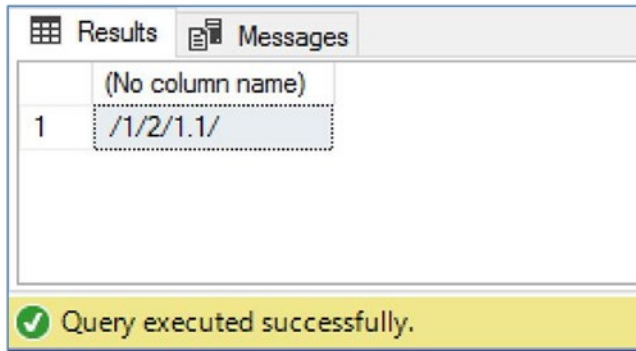 Results Messages
(No column name)
1 /1/2/1.1/
Query executed successfully.